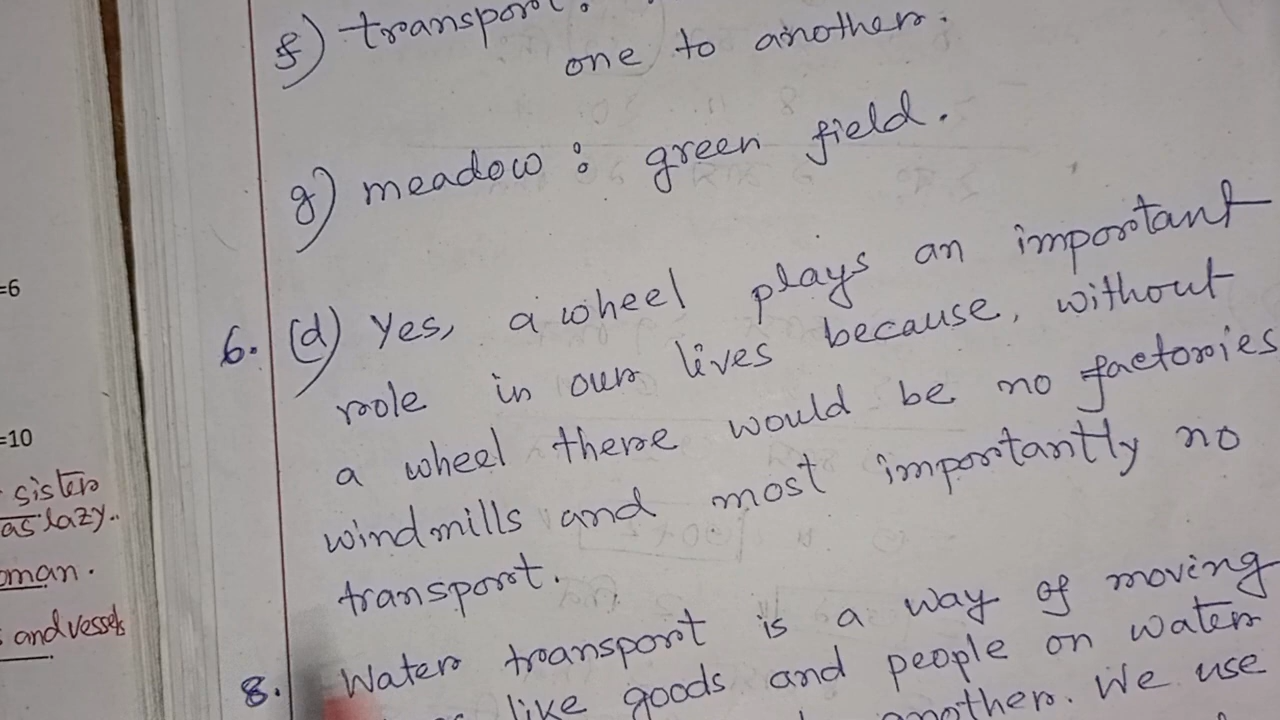 f) transport:
one to another.
g) meadow : green field.
6. (d) Yes, a wheel plays an important
role in our lives because, without
a wheel there would be no factories
windmills and most importantly no
transport.
8. Water transport is a way of moving
like goods and people on water
another. We use
=6
=10
sister
as lazy..
oman.
and vessels